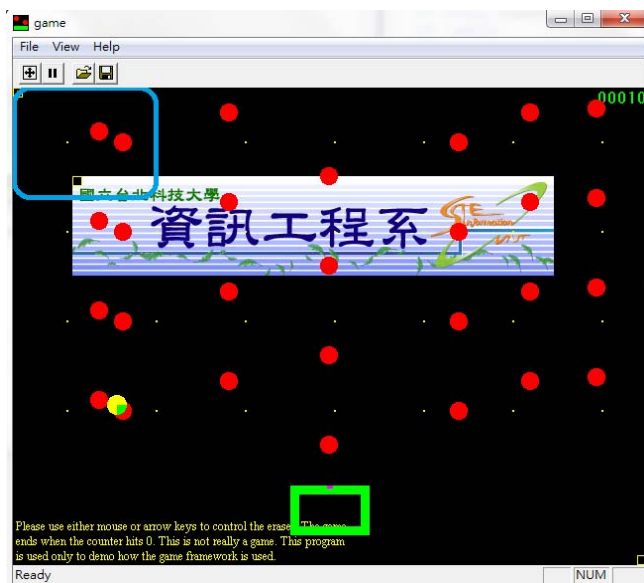 game
File View Help
00010
國立台北科技大學
資訊工程系
Information
Please use either mouse or arrow keys to control the eraser. The game
ends when the counter hits 0. This is not really a game. This program
is used only to demo how the game framework is used.
Ready
NUM